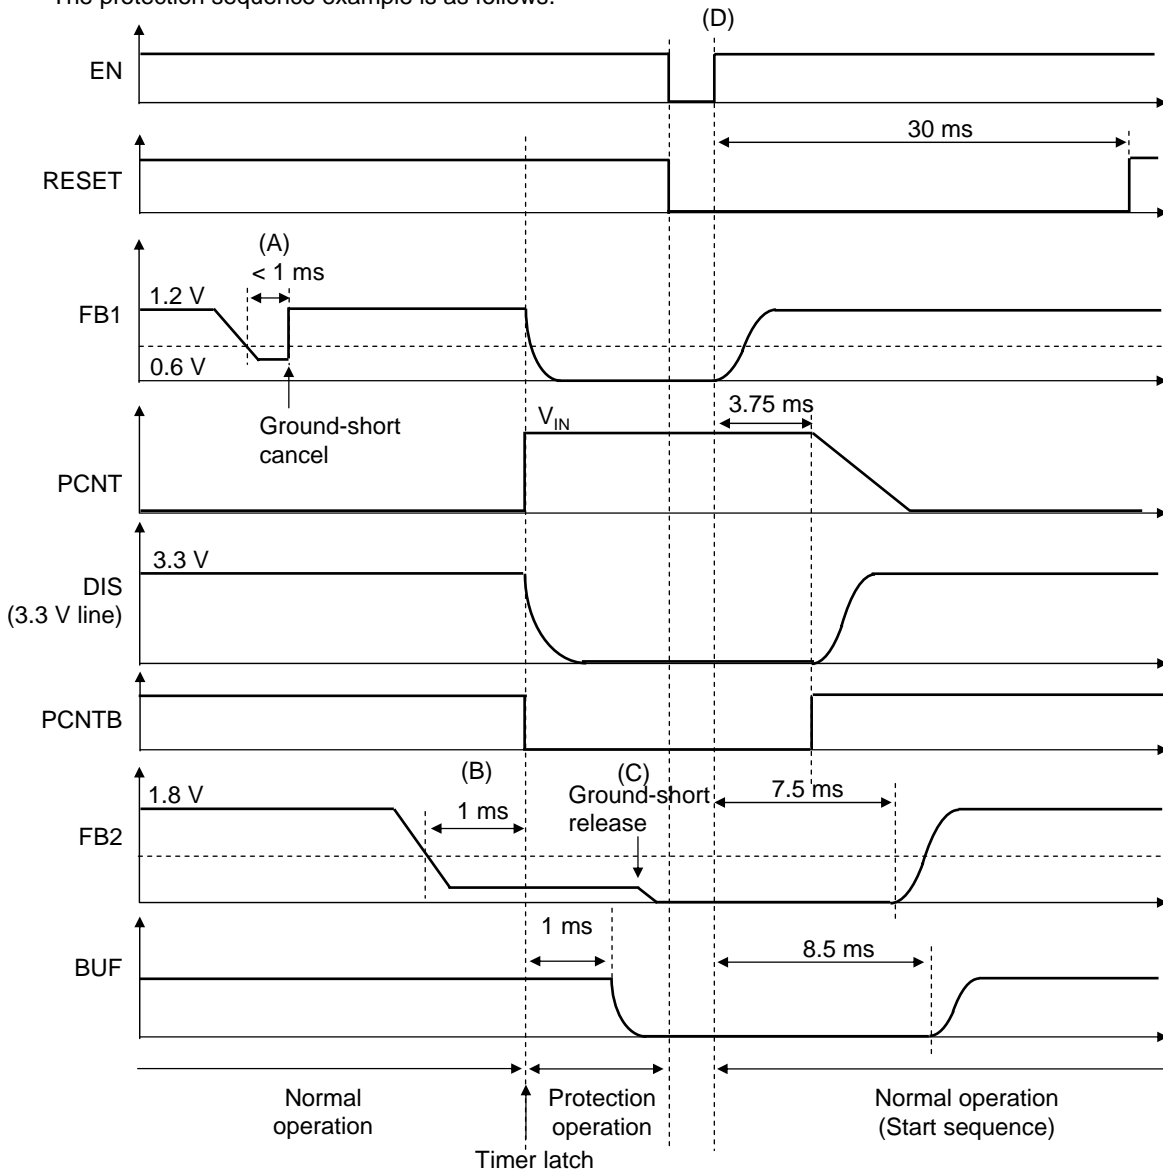 The protection sequence example is as follows.
(D)
EN
30 ms
RESET
(A)
< 1 ms
1.2 V
FB1
0.6 V
Ground-short
cancel
3.75 ms
VIN
PCNT
3.3 V
DIS
(3.3 V line)
PCNTB
(B)
(C)
1.8 V
1 ms
Ground-short
release
7.5 ms
FB2
1 ms
8.5 ms
BUF
Normal
operation
Protection
operation
Normal operation
(Start sequence)
Timer latch